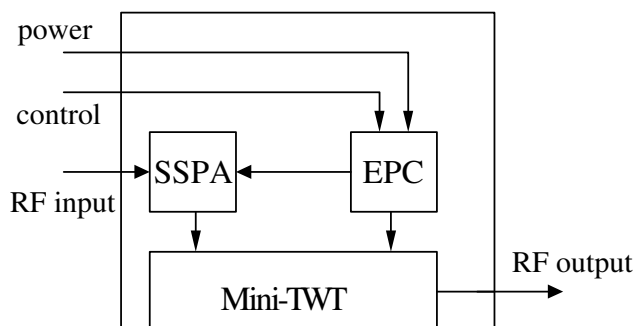 power
control
SSPA
EPC
RF input
RF output
Mini-TWT